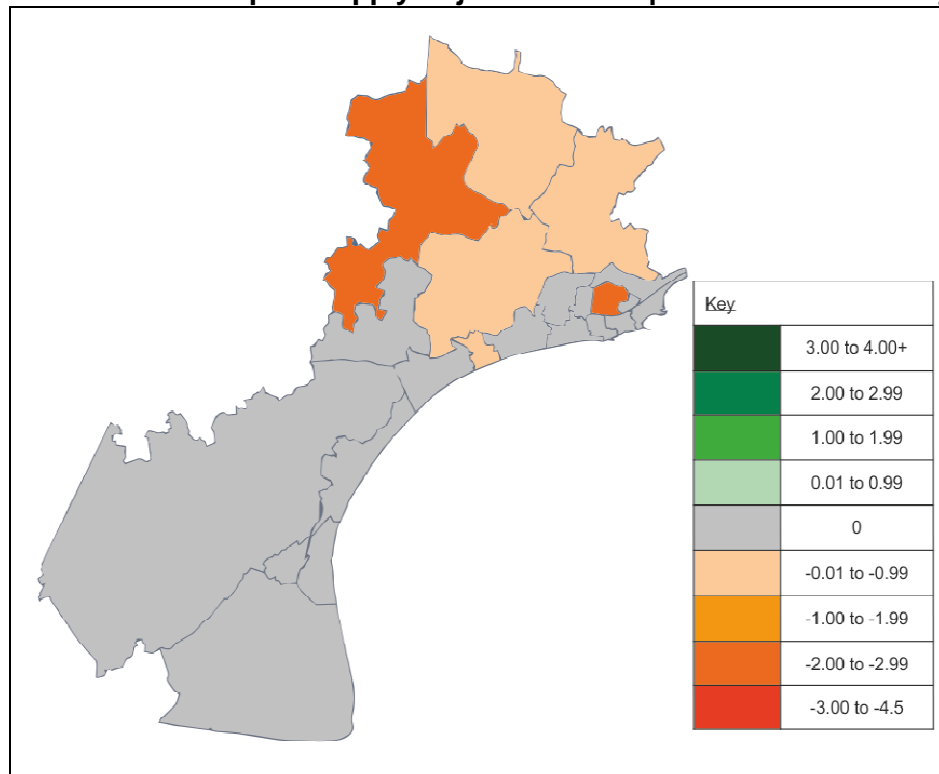 Key
3.00 to 4.00+
2.00 to 2.99
1.00 to 1.99
0.01 to 0.99
0
-0.01 to -0.99
-1.00 to -1.99
-2.00 to -2.99
-3.00 to -4.5